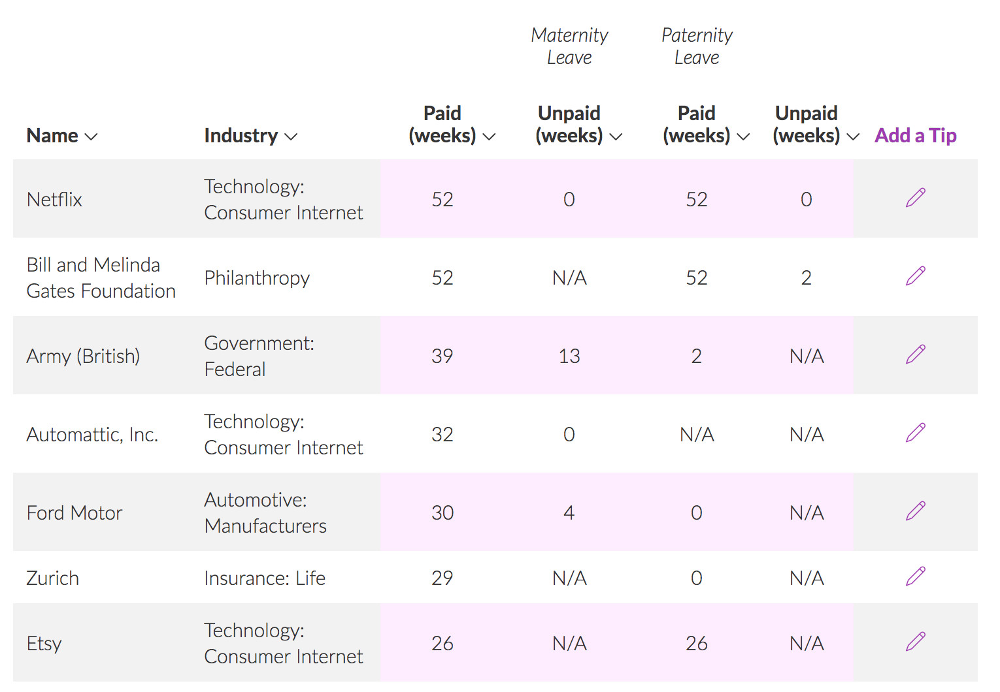 Maternity Leave Paternity Leave
Name Industry Paid (weeks) Unpaid (weeks) Paid (weeks) Unpaid (weeks) Add a Tip
Netflix Technology: Consumer Internet 52 0 52 0
Bill and Melinda Gates Foundation Philanthropy 52 N/A 52 2
Army (British) Government: Federal 39 13 2 N/A
Automattic, Inc. Technology: Consumer Internet 32 0 N/A N/A
Ford Motor Automotive: Manufacturers 30 4 0 N/A
Zurich Insurance: Life 29 N/A 0 N/A
Etsy Technology: Consumer Internet 26 N/A 26 N/A